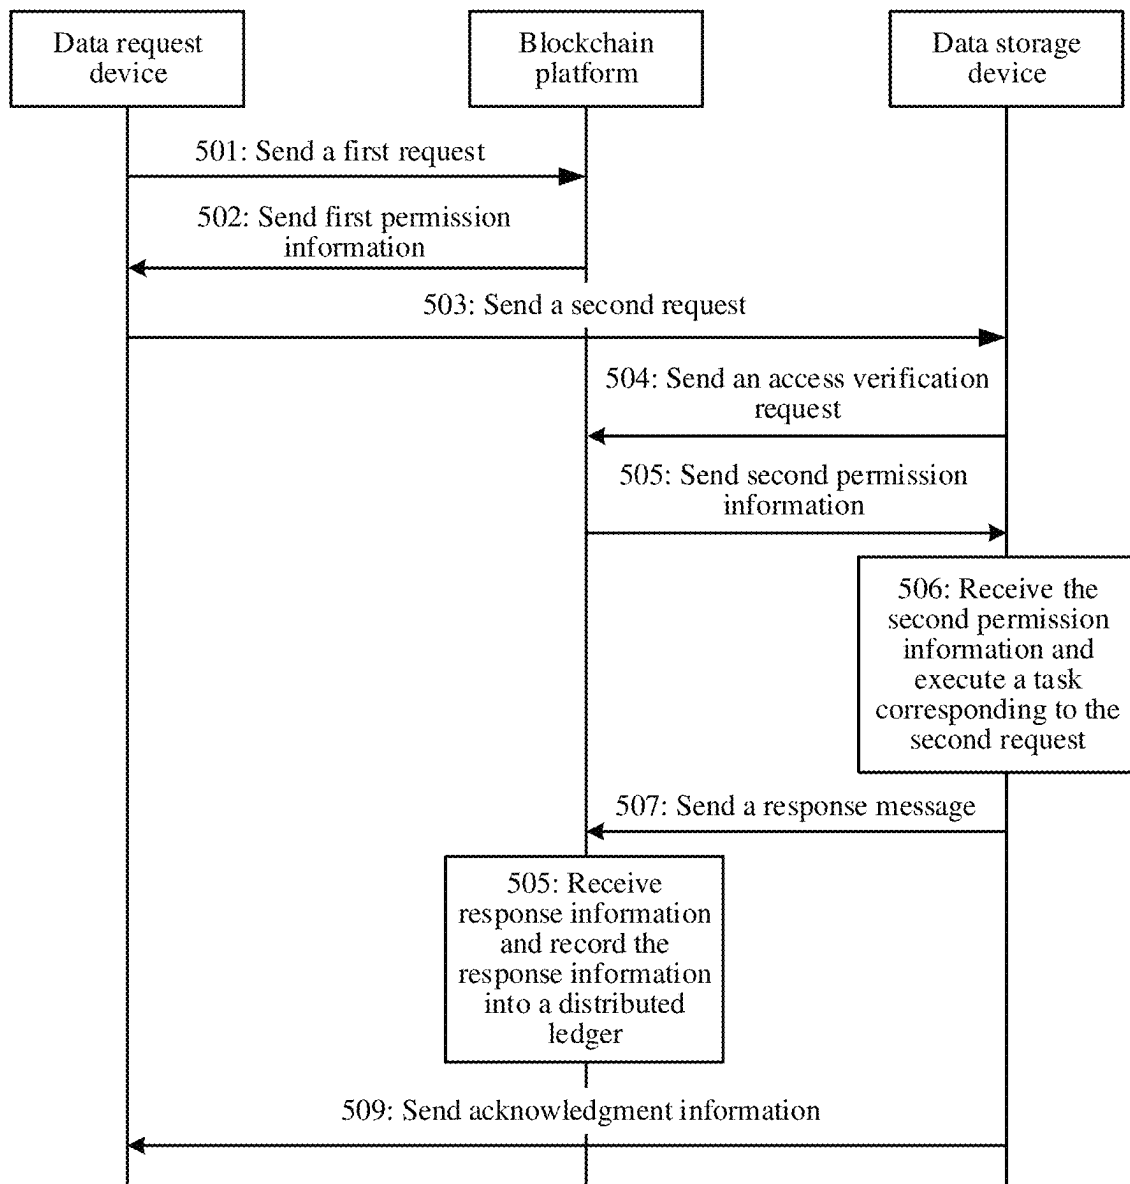 Data request
device
Blockchain
platform
Data storage
device
501: Send a first request
502: Send first permission
information
503: Send a second request
504: Send an access verification
request
505: Send second permission
information
506: Receive the
second permission
information and
execute a task
corresponding to the
second request
507: Send a response message
505: Receive
response information
and record the
response information
into a distributed
ledger
509: Send acknowledgment information